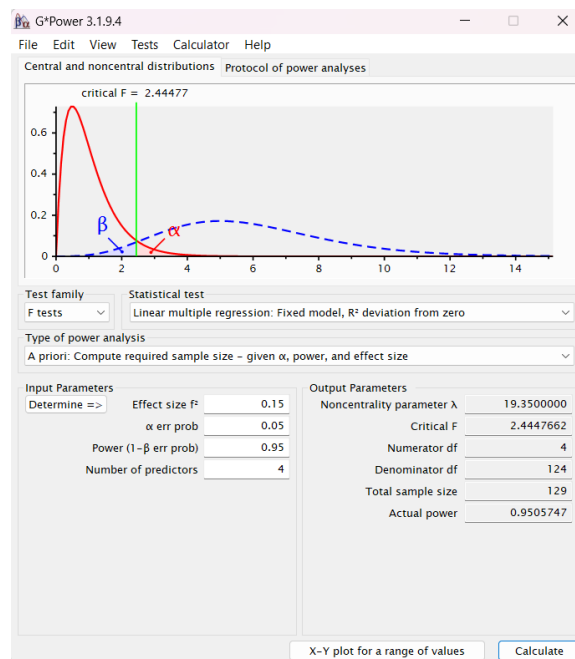 βα G*Power 3.1.9.4
File Edit View Tests Calculator Help
Central and noncentral distributions Protocol of power analyses
critical F = 2.44477
0.6
0.4
0.2
β α
0
0 2 4 6 8 10 12 14
Test family Statistical test
F tests Linear multiple regression: Fixed model, R² deviation from zero
Type of power analysis
A priori: Compute required sample size – given α, power, and effect size
Input Parameters Output Parameters
Determine => Effect size f² 0.15 Noncentrality parameter λ 19.3500000
α err prob 0.05 Critical F 2.4447662
Power (1-β err prob) 0.95 Numerator df 4
Number of predictors 4 Denominator df 124
Total sample size 129
Actual power 0.9505747
X-Y plot for a range of values Calculate